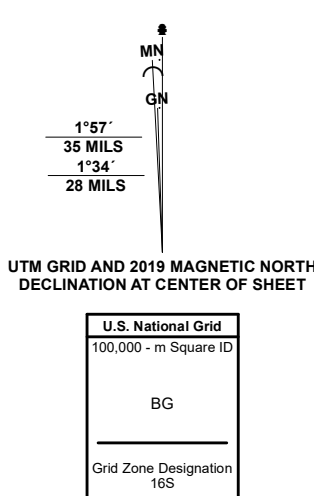 MN
GN
1°57´
35 MILS
1°34´
28 MILS
UTM GRID AND 2019 MAGNETIC NORTH
DECLINATION AT CENTER OF SHEET
U.S. National Grid
100,000 - m Square ID
BG
Grid Zone Designation
16S